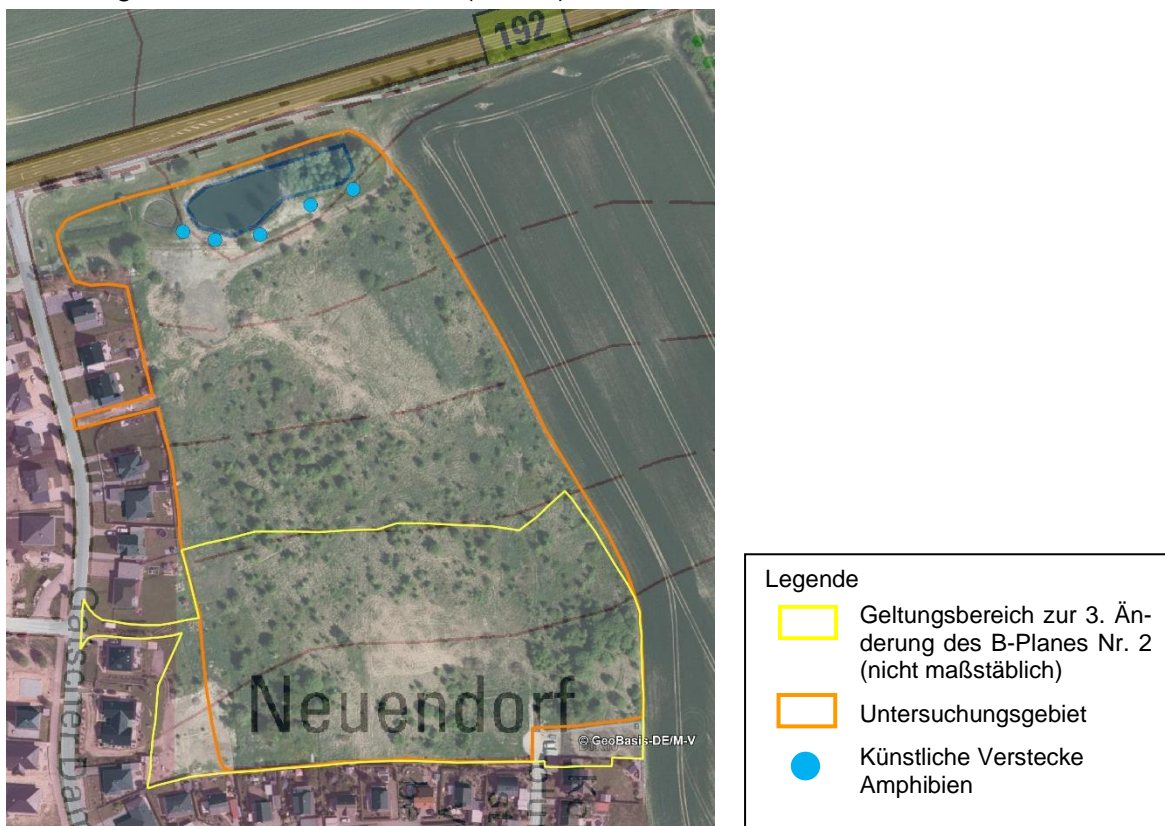 192
Neuendorf
© GeoBasis-DE/M-V
Legende
Geltungsbereich zur 3. Än-
derung des B-Planes Nr. 2
(nicht maßstäblich)
Untersuchungsgebiet
Künstliche Verstecke
Amphibien